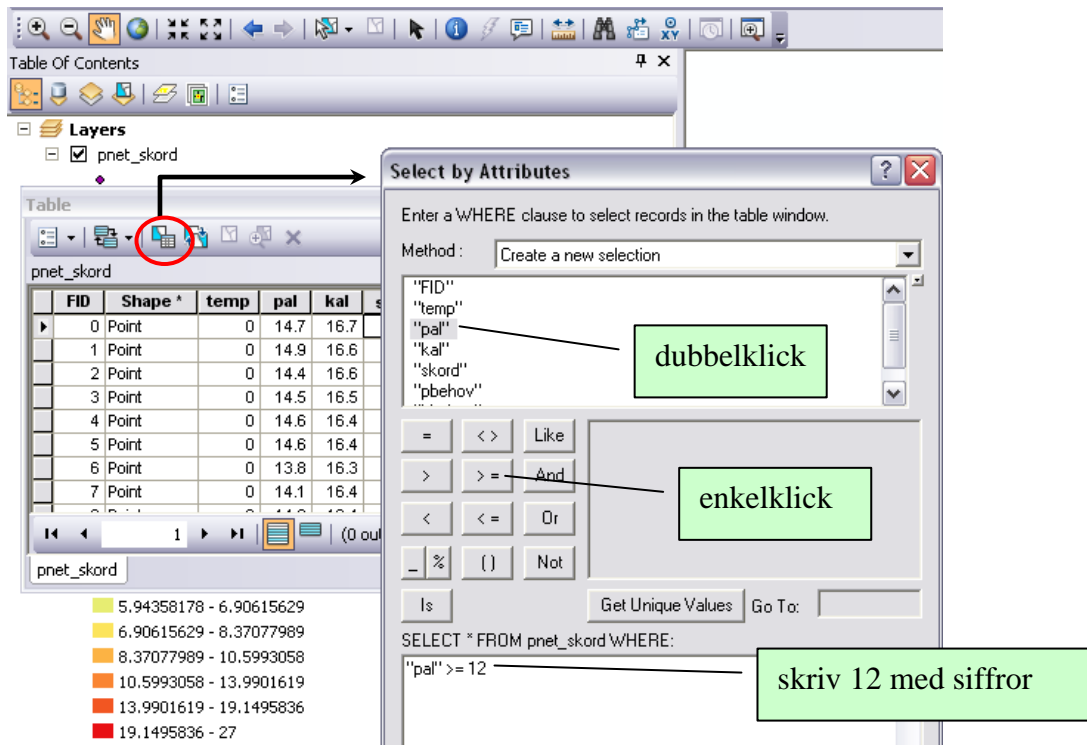 Table Of Contents
Layers
pnet_skord
Table
pnet_skord
FID Shape * temp pal kal
0 Point 0 14.7 16.7
1 Point 0 14.9 16.6
2 Point 0 14.4 16.6
3 Point 0 14.5 16.5
4 Point 0 14.6 16.4
5 Point 0 14.6 16.4
6 Point 0 13.8 16.3
7 Point 0 14.1 16.4
1 (0 out
pnet_skord
5.94358178 - 6.90615629
6.90615629 - 8.37077989
8.37077989 - 10.5993058
10.5993058 - 13.9901619
13.9901619 - 19.1495836
19.1495836 - 27
Select by Attributes
Enter a WHERE clause to select records in the table window.
Method : Create a new selection
"FID"
"temp"
"pal"
"kal"
"skord"
"pbehov"
dubbelklick
= < > Like
> > = And
enkelklick
< < = Or
_ % ( ) Not
Is Get Unique Values Go To:
SELECT * FROM pnet_skord WHERE:
"pal" >= 12
skriv 12 med siffror